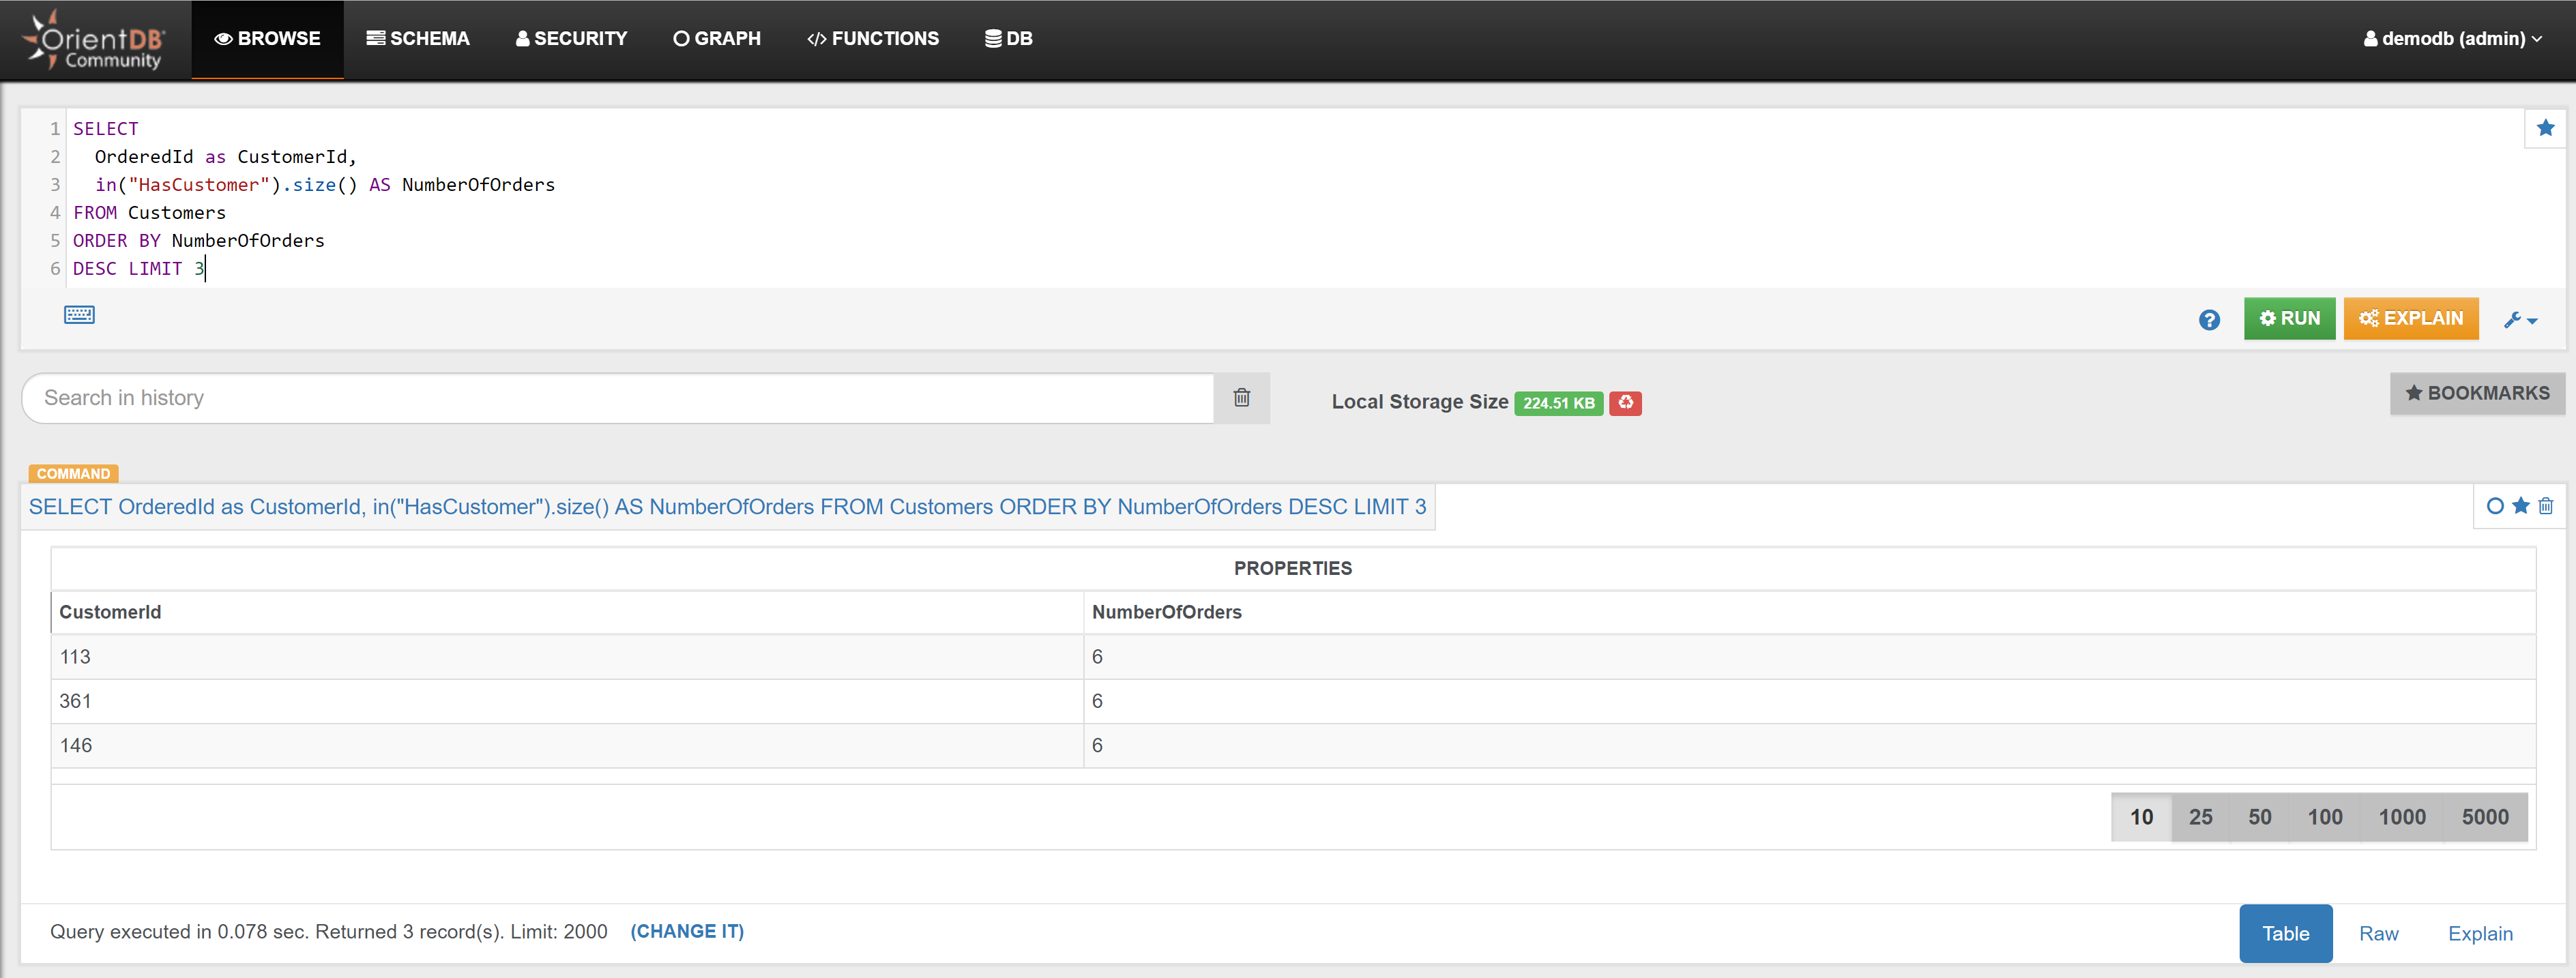 OrientDB Community
BROWSE SCHEMA SECURITY GRAPH FUNCTIONS DB demodb (admin)
1 SELECT
2 OrderedId as CustomerId,
3 in("HasCustomer").size() AS NumberOfOrders
4 FROM Customers
5 ORDER BY NumberOfOrders
6 DESC LIMIT 3
RUN EXPLAIN
Search in history Local Storage Size 224.51 KB BOOKMARKS
COMMAND
SELECT OrderedId as CustomerId, in("HasCustomer").size() AS NumberOfOrders FROM Customers ORDER BY NumberOfOrders DESC LIMIT 3
PROPERTIES
CustomerId NumberOfOrders
113 6
361 6
146 6
10 25 50 100 1000 5000
Query executed in 0.078 sec. Returned 3 record(s). Limit: 2000 (CHANGE IT) Table Raw Explain